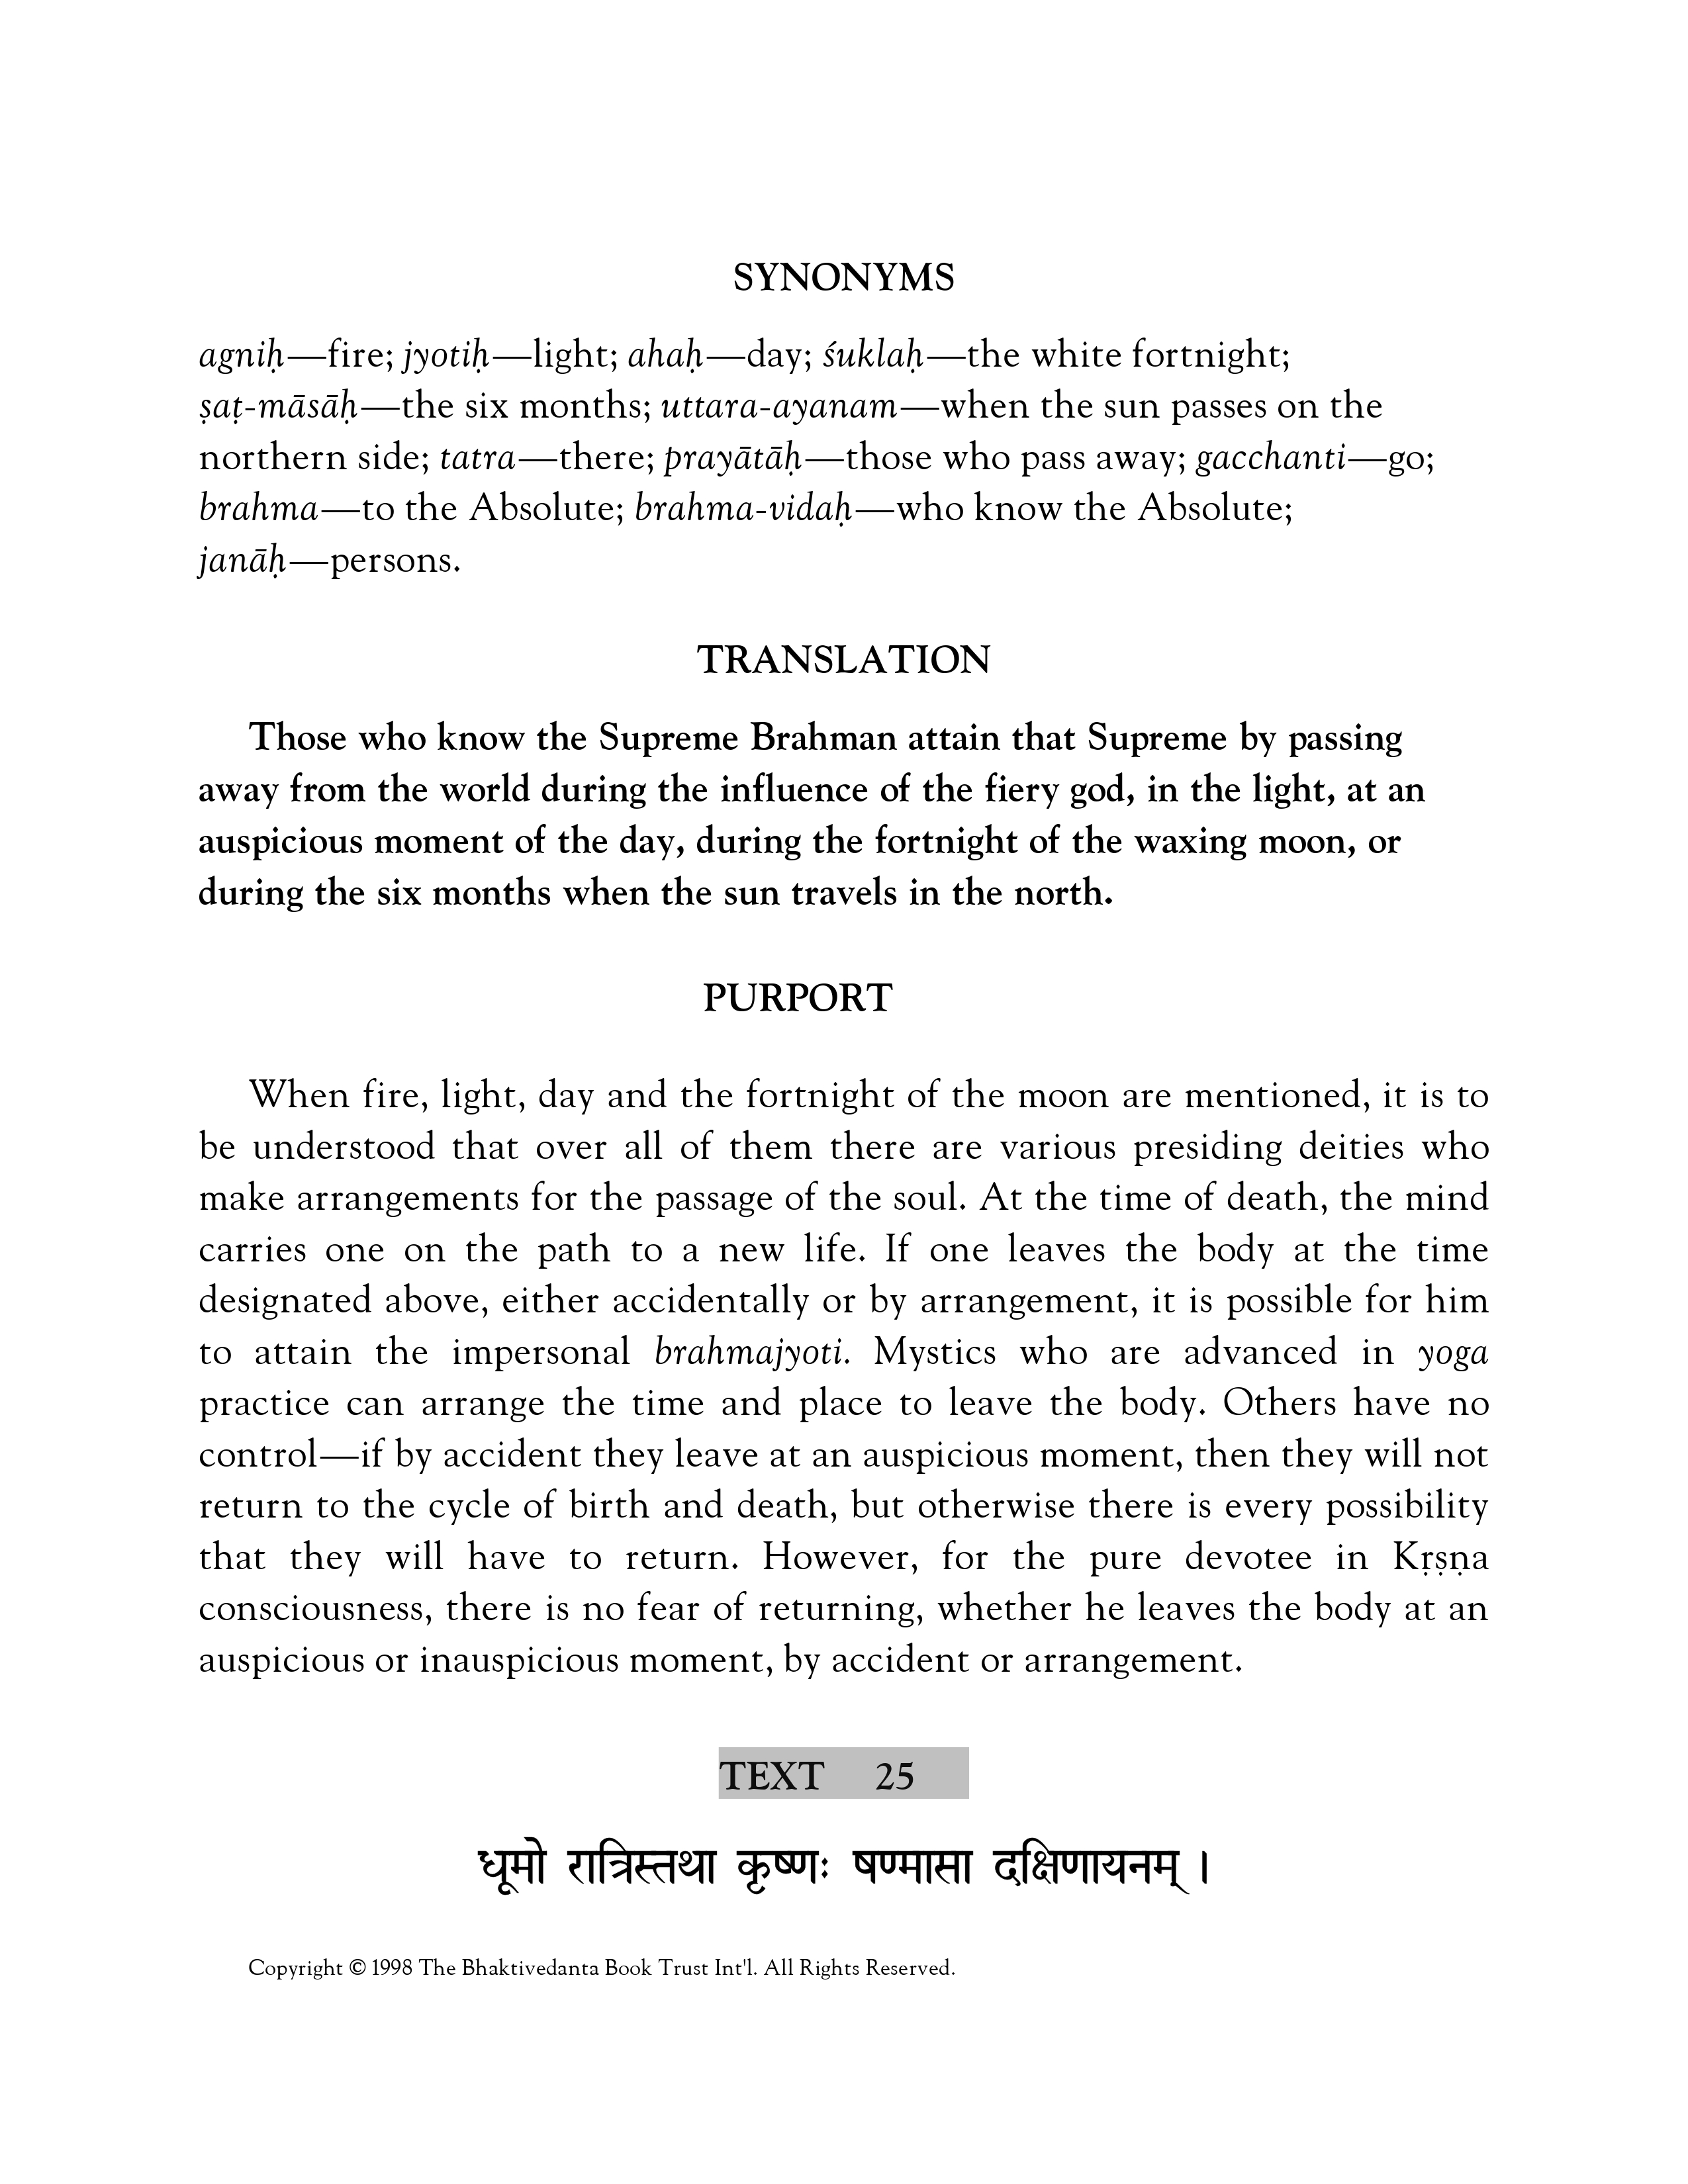 SYNONYMS
agniḥ—fire; jyotiḥ—light; ahaḥ—day; śuklaḥ—the white fortnight;
ṣaṭ-māsāḥ—the six months; uttara-ayanam—when the sun passes on the
northern side; tatra—there; prayātāḥ—those who pass away; gacchanti—go;
brahma—to the Absolute; brahma-vidaḥ—who know the Absolute;
janāḥ—persons.
TRANSLATION
Those who know the Supreme Brahman attain that Supreme by passing
away from the world during the influence of the fiery god, in the light, at an
auspicious moment of the day, during the fortnight of the waxing moon, or
during the six months when the sun travels in the north.
PURPORT
When fire, light, day and the fortnight of the moon are mentioned, it is to
be understood that over all of them there are various presiding deities who
make arrangements for the passage of the soul. At the time of death, the mind
carries one on the path to a new life. If one leaves the body at the time
designated above, either accidentally or by arrangement, it is possible for him
to attain the impersonal brahmajyoti. Mystics who are advanced in yoga
practice can arrange the time and place to leave the body. Others have no
control—if by accident they leave at an auspicious moment, then they will not
return to the cycle of birth and death, but otherwise there is every possibility
that they will have to return. However, for the pure devotee in Kṛṣṇa
consciousness, there is no fear of returning, whether he leaves the body at an
auspicious or inauspicious moment, by accident or arrangement.
TEXT 25
धूमो रात्रिस्तथा कृष्णः षण्मासा दक्षिणायनम् ।
Copyright © 1998 The Bhaktivedanta Book Trust Int'l. All Rights Reserved.